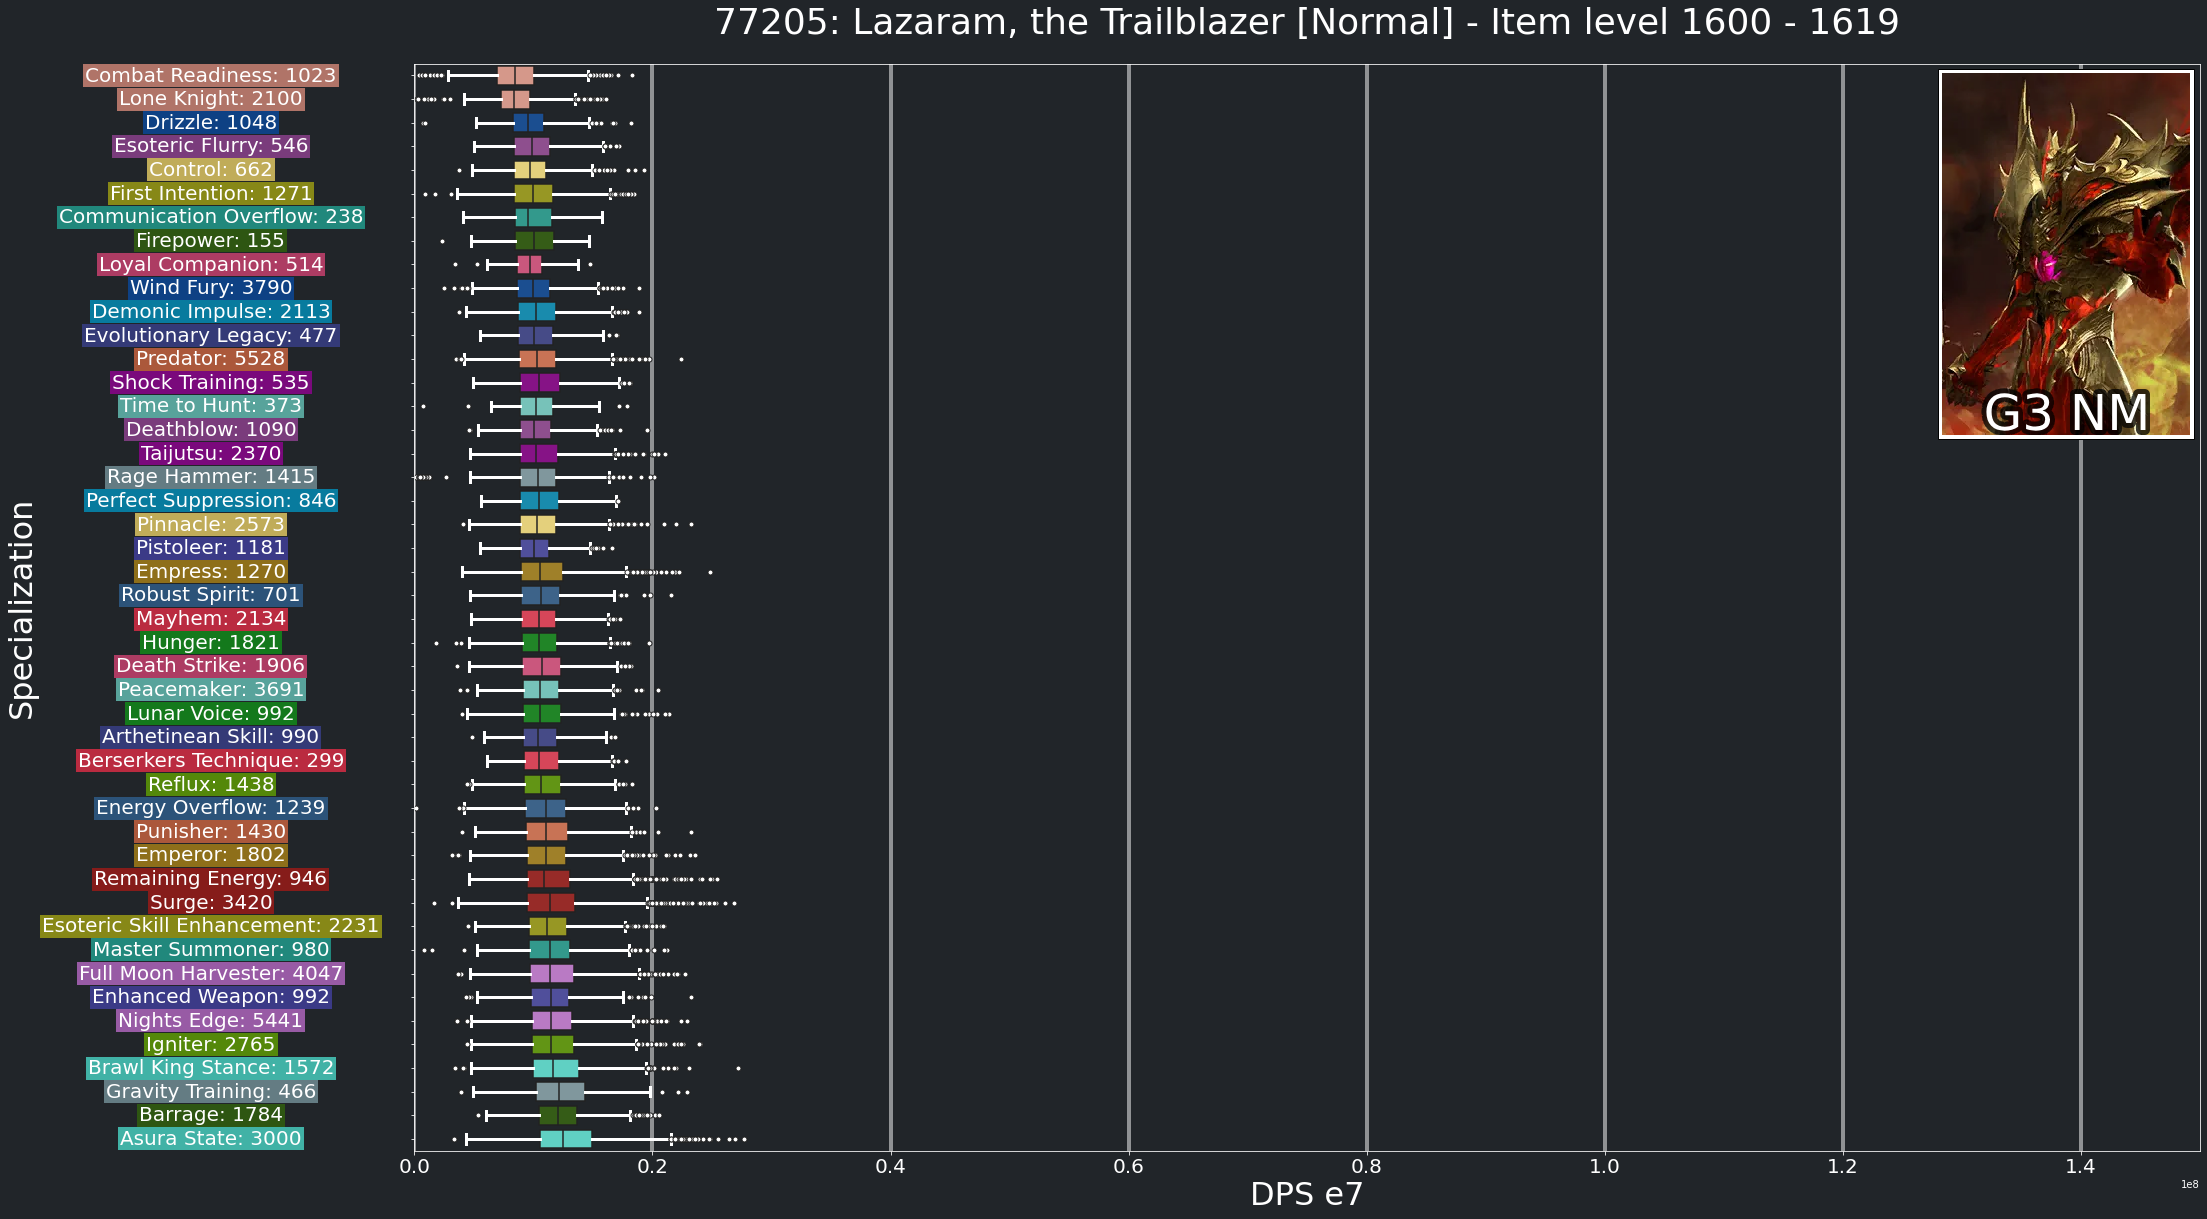 77205: Lazaram, the Trailblazer [Normal] - Item level 1600 - 1619
Combat Readiness: 1023
Lone Knight: 2100
Drizzle: 1048
Esoteric Flurry: 546
Control: 662
First Intention: 1271
Communication Overflow: 238
Firepower: 155
Loyal Companion: 514
Wind Fury: 3790
Demonic Impulse: 2113
Evolutionary Legacy: 477
Predator: 5528
Shock Training: 535
Time to Hunt: 373
Deathblow: 1090
Taijutsu: 2370
Rage Hammer: 1415
Perfect Suppression: 846
Pinnacle: 2573
Pistoleer: 1181
Empress: 1270
Robust Spirit: 701
Mayhem: 2134
Hunger: 1821
Death Strike: 1906
Peacemaker: 3691
Lunar Voice: 992
Arthetinean Skill: 990
Berserkers Technique: 299
Reflux: 1438
Energy Overflow: 1239
Punisher: 1430
Emperor: 1802
Remaining Energy: 946
Surge: 3420
Esoteric Skill Enhancement: 2231
Master Summoner: 980
Full Moon Harvester: 4047
Enhanced Weapon: 992
Nights Edge: 5441
Igniter: 2765
Brawl King Stance: 1572
Gravity Training: 466
Barrage: 1784
Asura State: 3000
Specialization
G3 NM
0.0 0.2 0.4 0.6 0.8 1.0 1.2 1.4
DPS e7
1e8